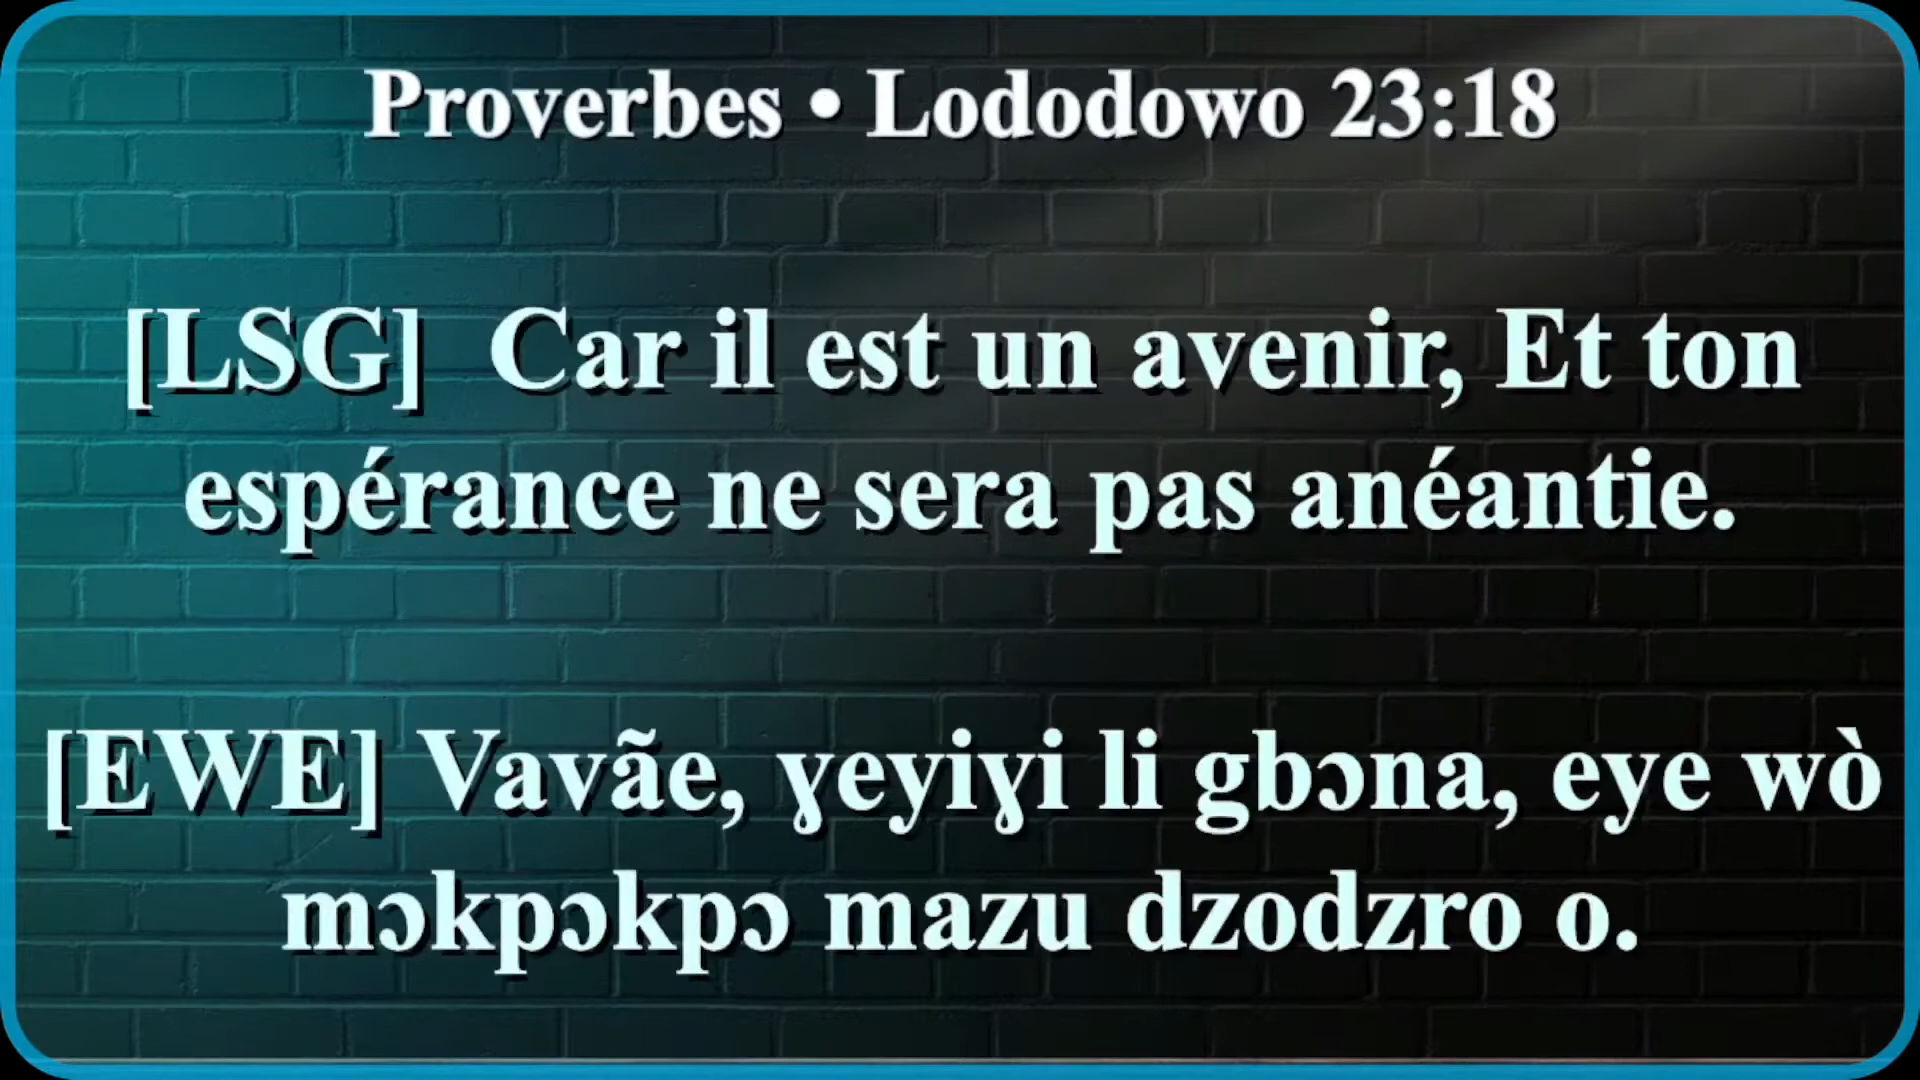 Proverbes • Lododowo 23:18
[LSG]  Car il est un avenir, Et ton
espérance ne sera pas anéantie.
[EWE] Vavãe, ɣeyiɣi li gbɔna, eye wò
mɔkpɔkpɔ mazu dzodzro o.